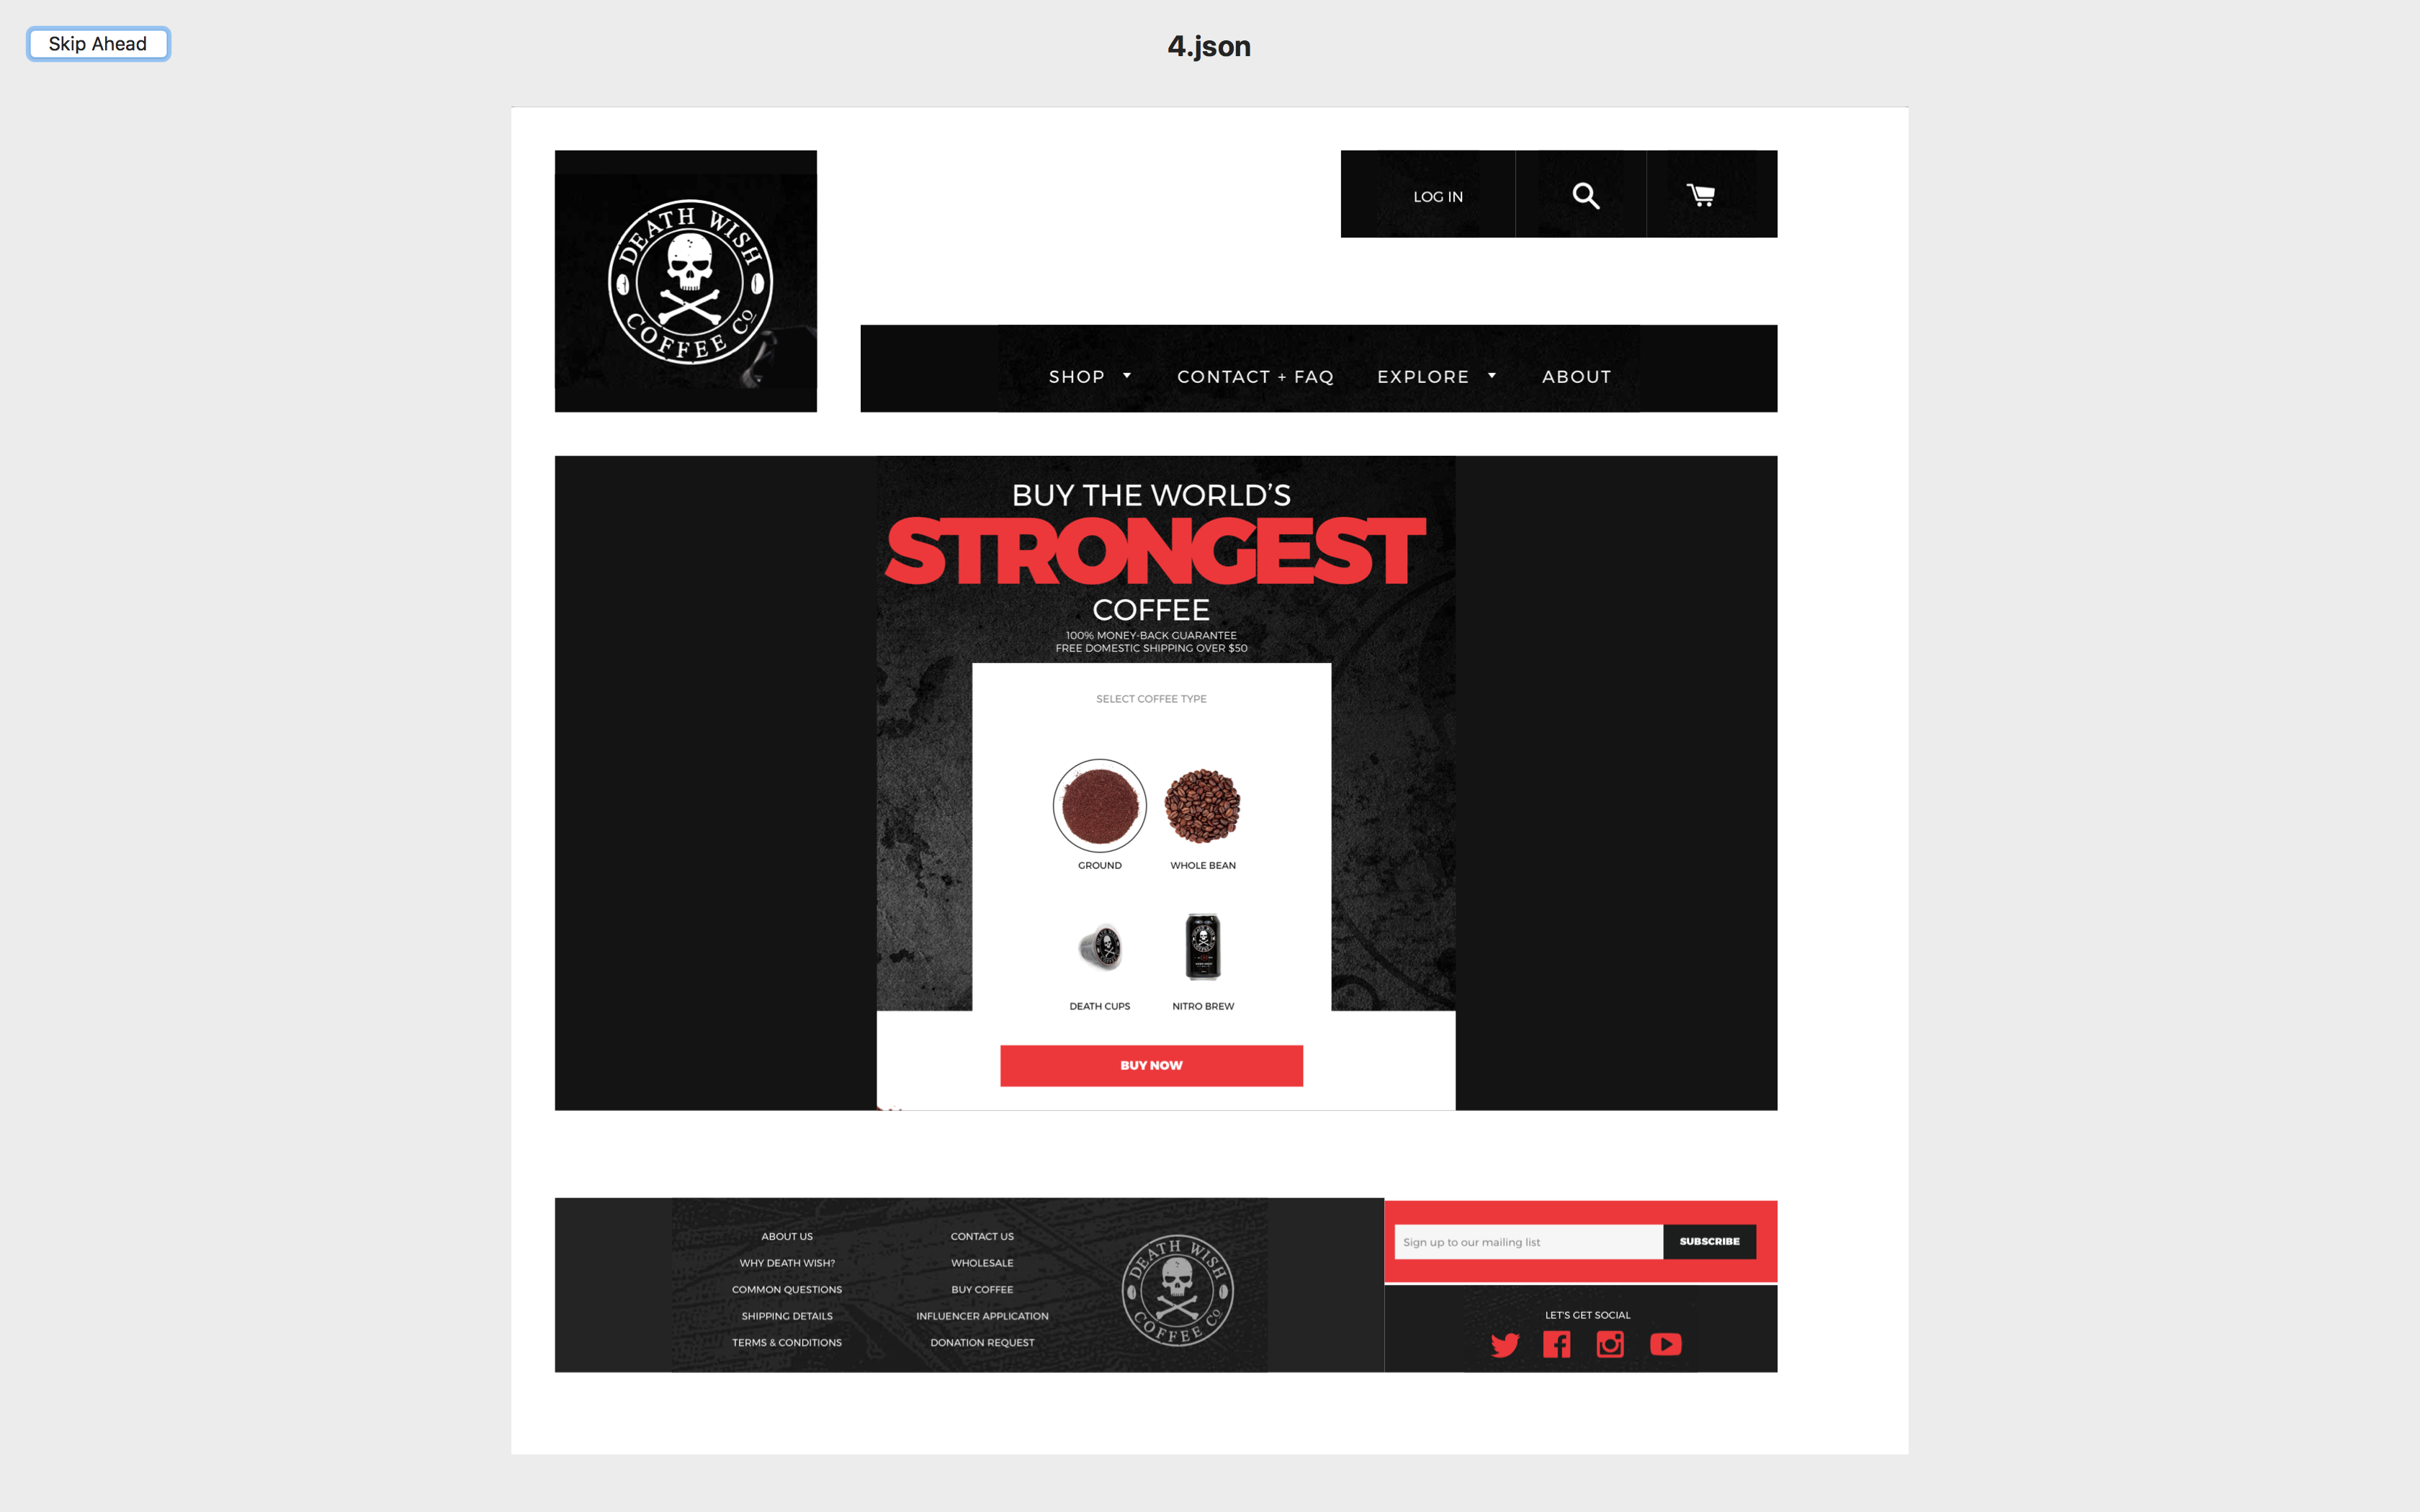 Skip Ahead
4.json
DEATH WISH
COFFEE CO
LOG IN
SHOP CONTACT + FAQ EXPLORE ABOUT
BUY THE WORLD'S
STRONGEST
COFFEE
100% MONEY-BACK GUARANTEE
FREE DOMESTIC SHIPPING OVER $50
SELECT COFFEE TYPE
GROUND WHOLE BEAN
DEATH CUPS NITRO BREW
BUY NOW
ABOUT US
WHY DEATH WISH?
COMMON QUESTIONS
SHIPPING DETAILS
TERMS & CONDITIONS
CONTACT US
WHOLESALE
BUY COFFEE
INFLUENCER APPLICATION
DONATION REQUEST
DEATH WISH
COFFEE CO
Sign up to our mailing list SUBSCRIBE
LET'S GET SOCIAL